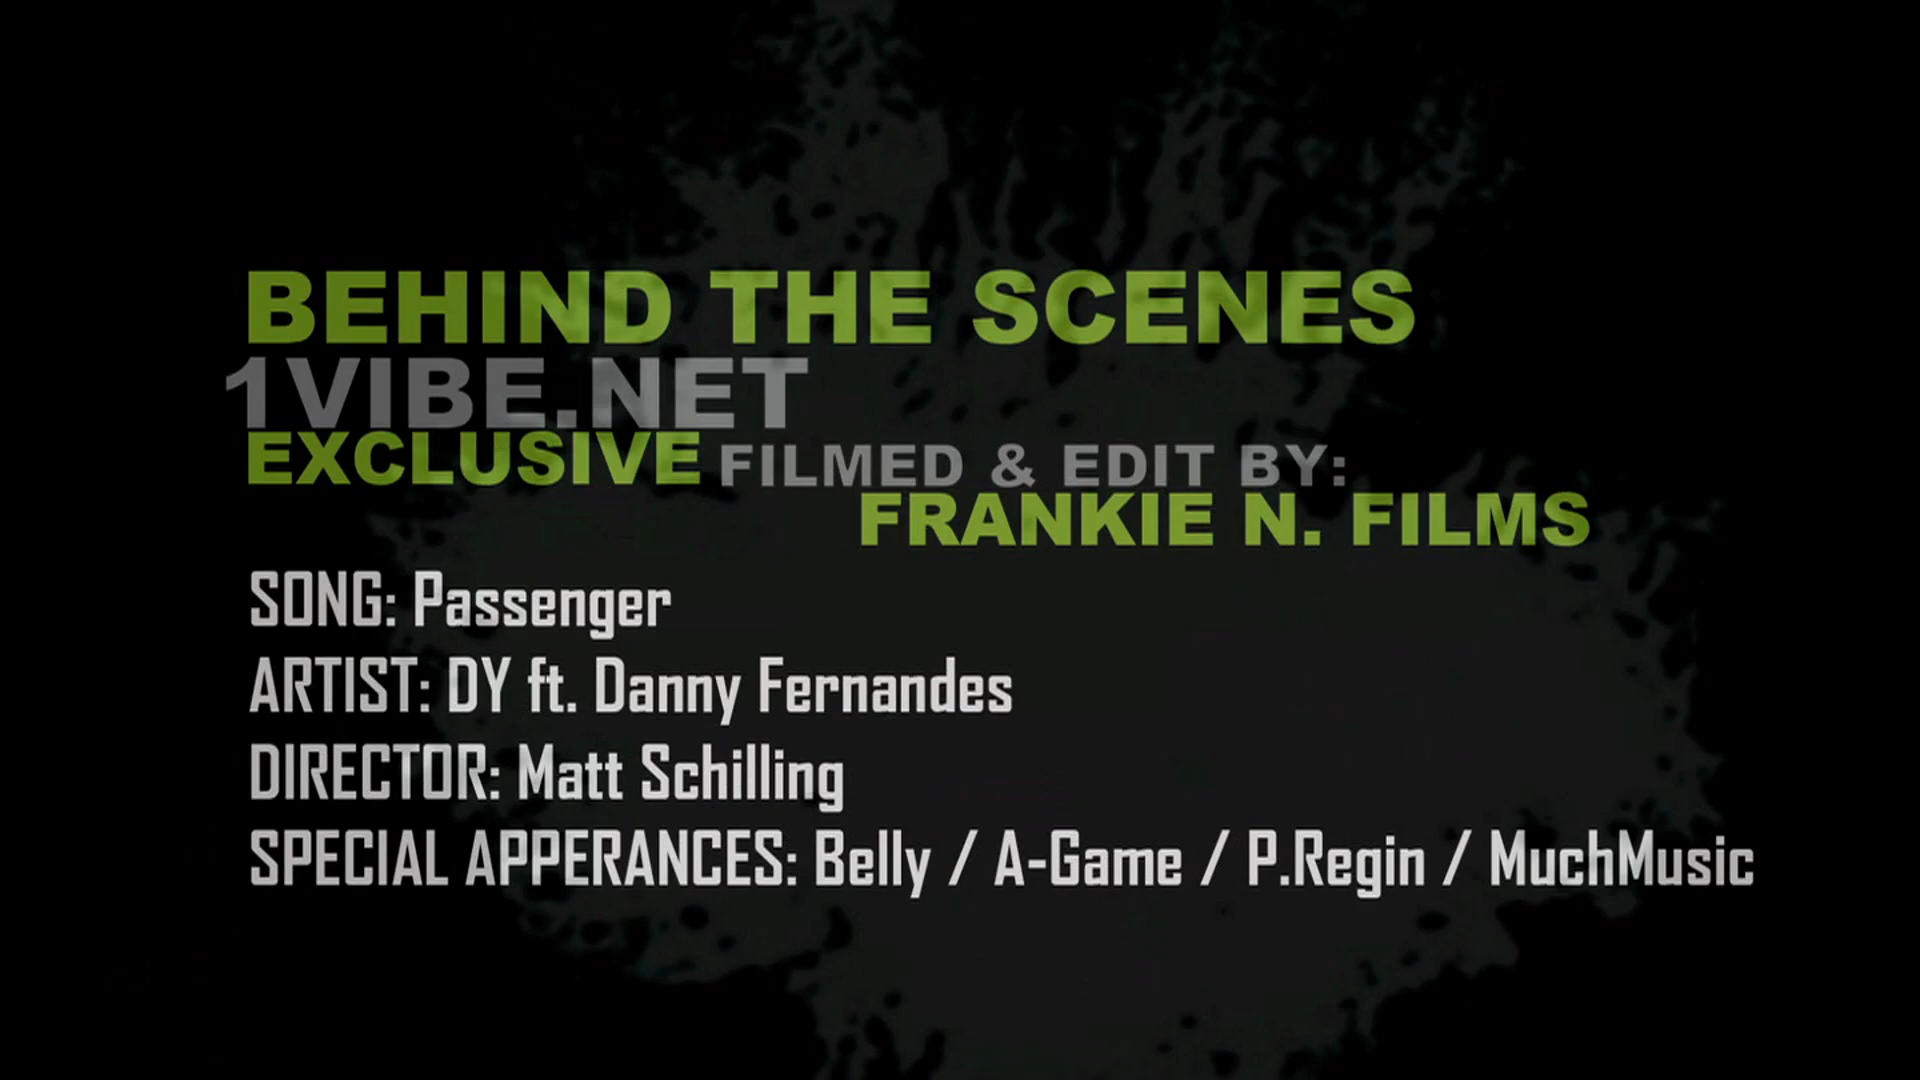 BEHIND THE SCENES
1VIBE.NET
EXCLUSIVE FILMED & EDIT BY:
FRANKIE N. FILMS
SONG: Passenger
ARTIST: DY ft. Danny Fernandes
DIRECTOR: Matt Schilling
SPECIAL APPERANCES: Belly / A-Game / P.Regin / MuchMusic